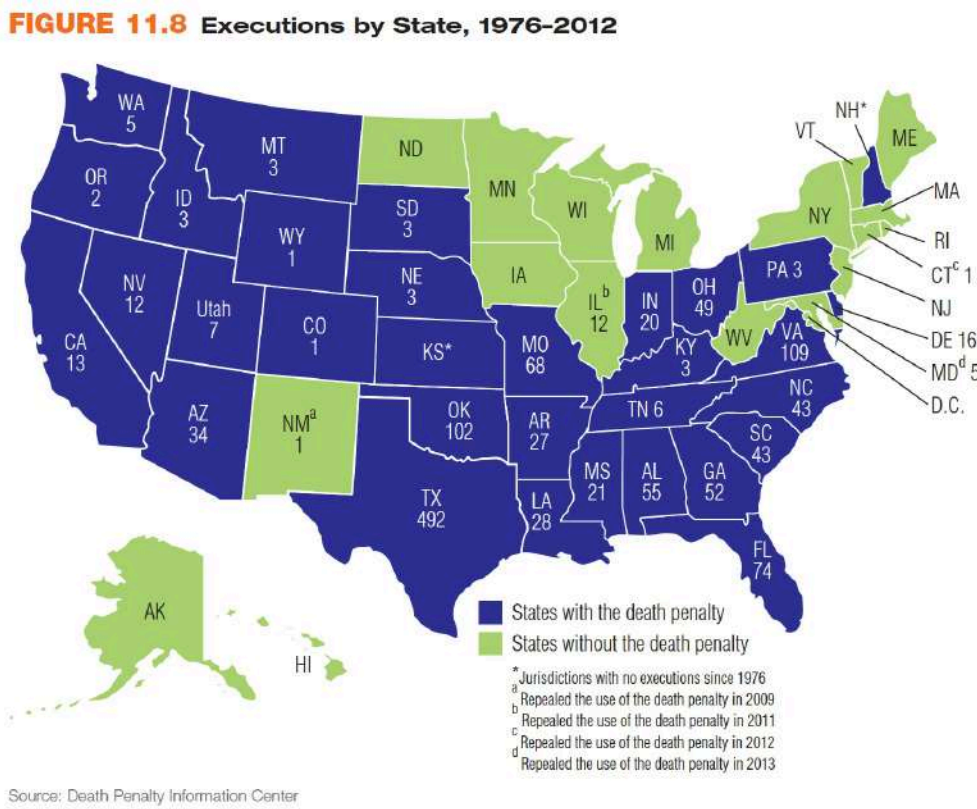 FIGURE 11.8 Executions by State, 1976–2012
WA
5
OR
2
ID
3
MT
3
ND
MN
WI
MI
VT
NH*
ME
MA
NY
RI
CTᶜ 1
NJ
DE 16
MDᵈ 5
D.C.
SD
3
WY
1
NE
3
IA
ILᵇ
12
IN
20
OH
49
PA 3
WV
VA
109
NV
12
Utah
7
CO
1
KS*
MO
68
KY
3
CA
13
AZ
34
NMᵃ
1
OK
102
AR
27
TN 6
NC
43
SC
43
MS
21
AL
55
GA
52
TX
492
LA
28
FL
74
AK
HI
States with the death penalty
States without the death penalty
* Jurisdictions with no executions since 1976
a Repealed the use of the death penalty in 2009
b Repealed the use of the death penalty in 2011
c Repealed the use of the death penalty in 2012
d Repealed the use of the death penalty in 2013
Source: Death Penalty Information Center